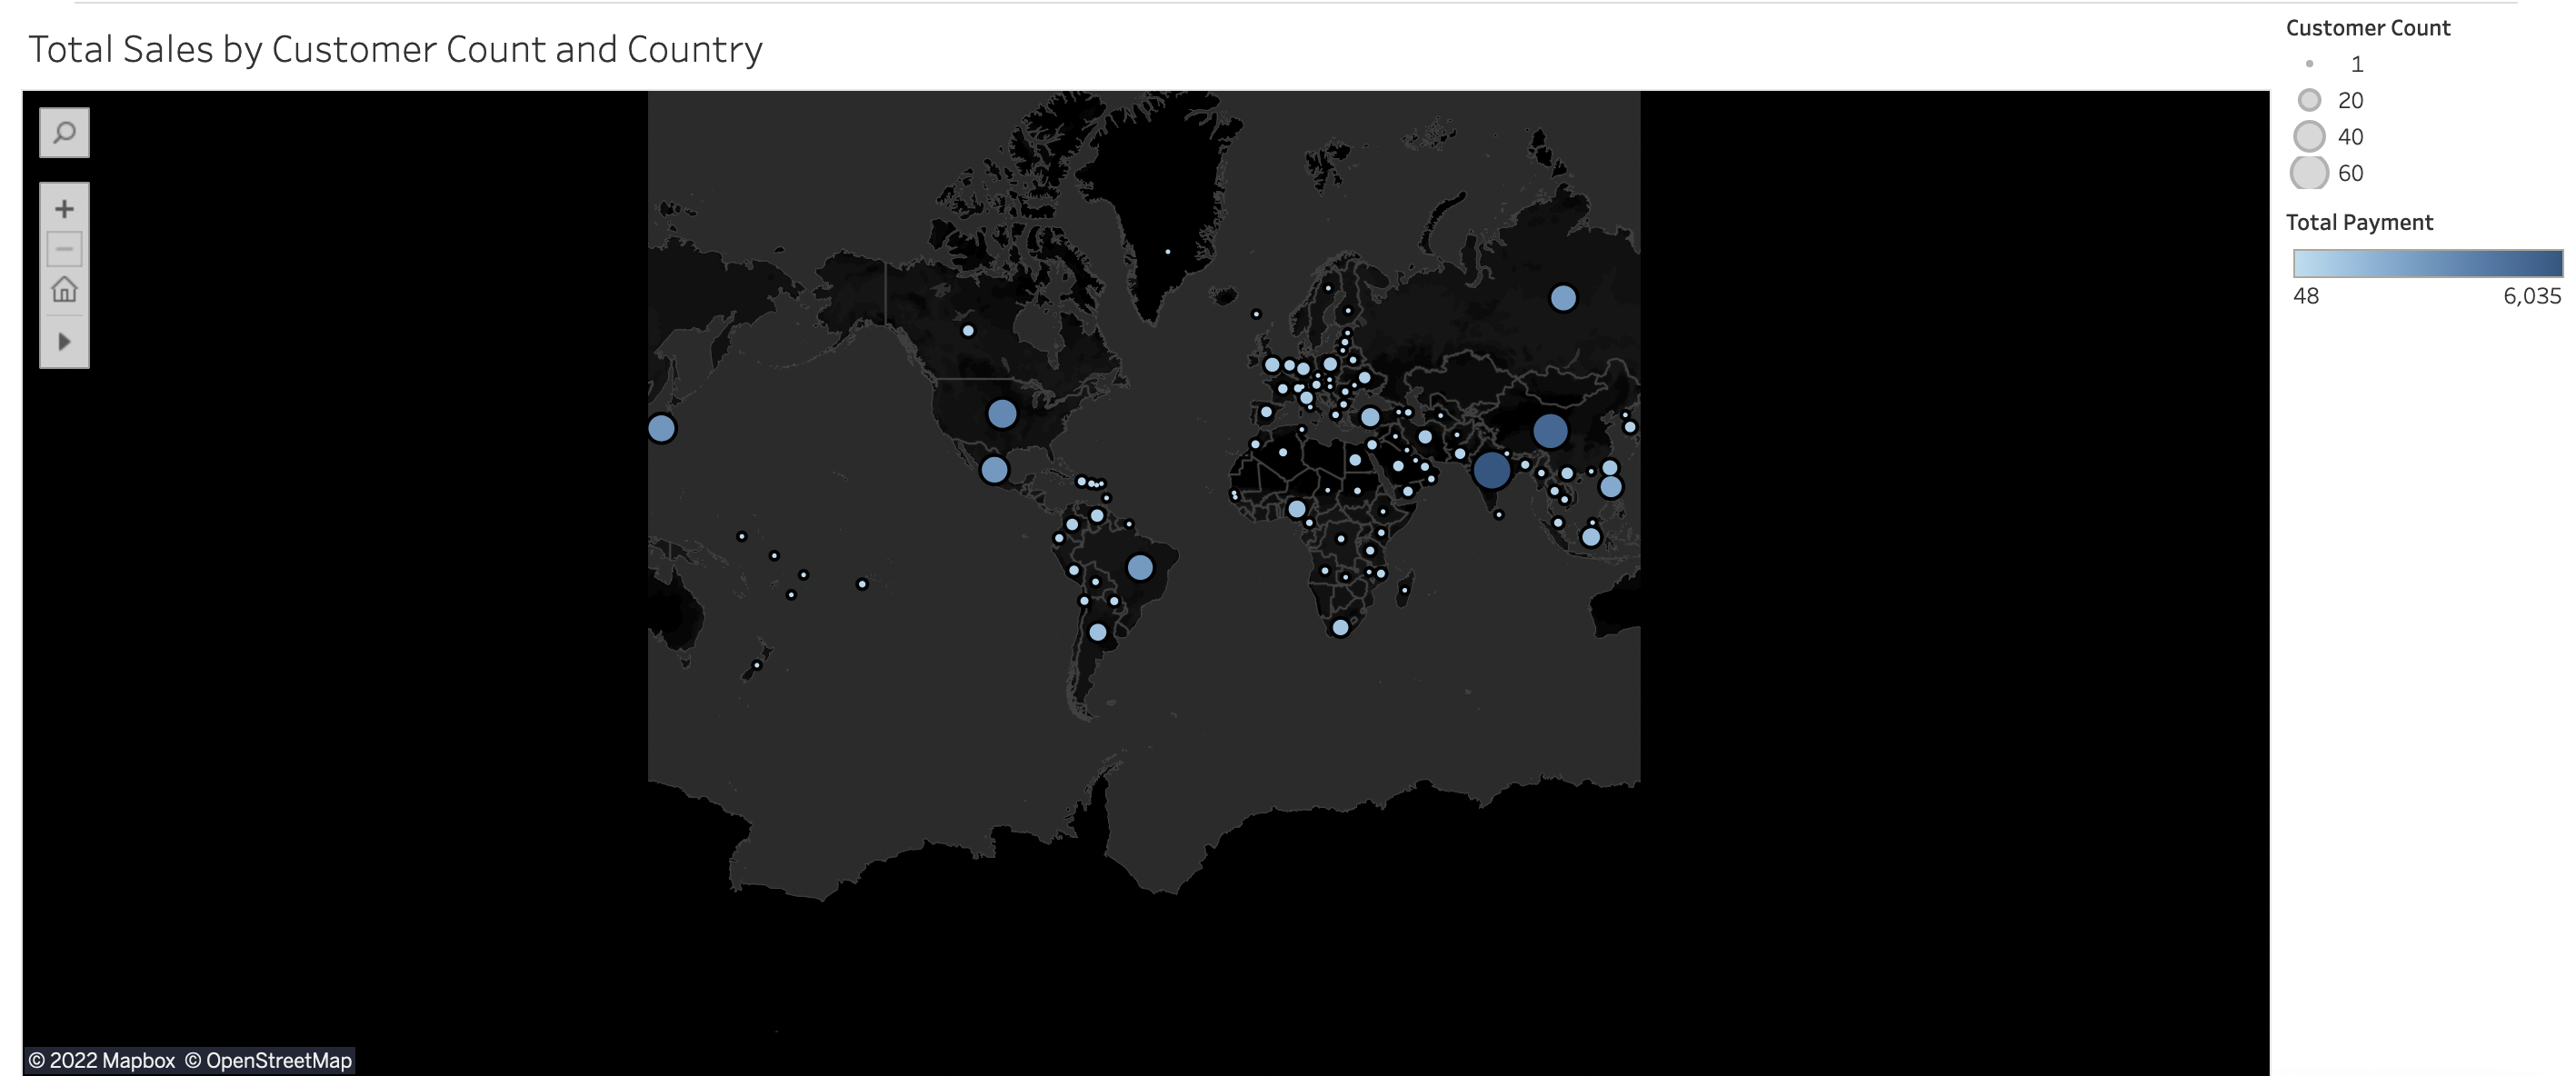 Total Sales by Customer Count and Country
Customer Count
1
20
40
60
Total Payment
48 6,035
© 2022 Mapbox © OpenStreetMap